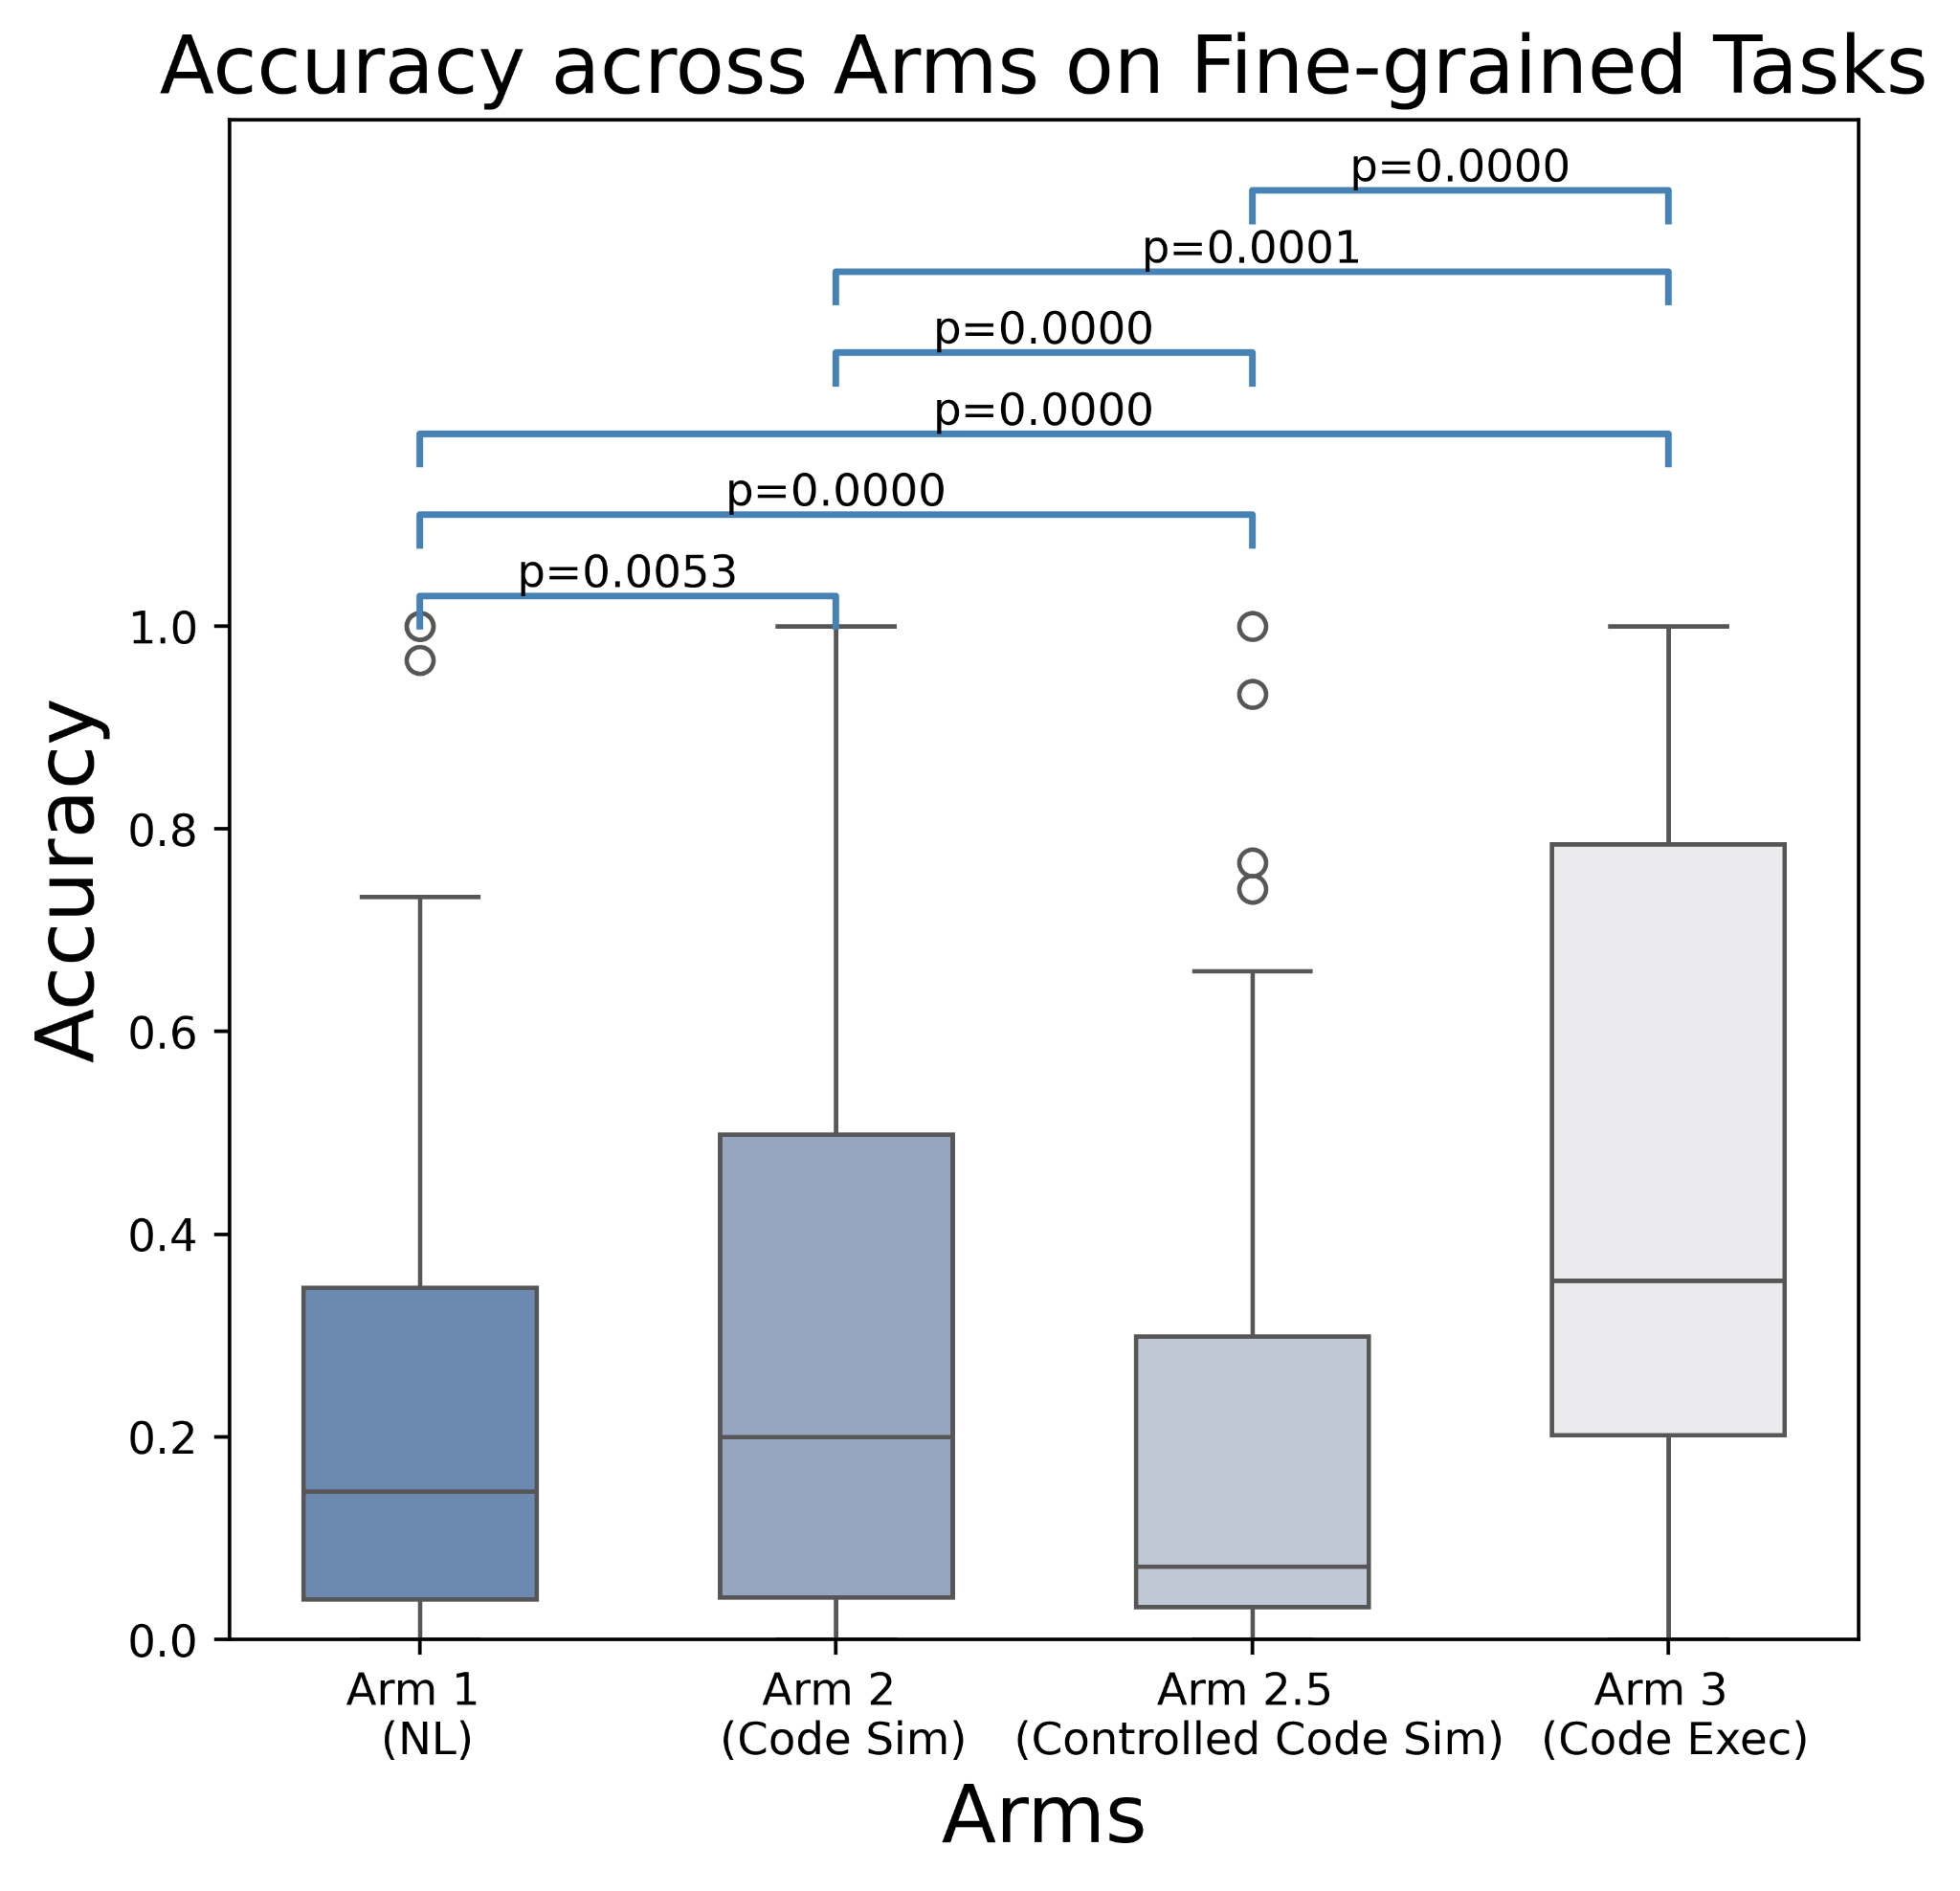 Accuracy across Arms on Fine-grained Tasks
p=0.0000
p=0.0001
p=0.0000
p=0.0000
p=0.0000
p=0.0053
Accuracy
1.0
0.8
0.6
0.4
0.2
0.0
Arm 1
(NL)
Arm 2
(Code Sim)
Arm 2.5
(Controlled Code Sim)
Arm 3
(Code Exec)
Arms